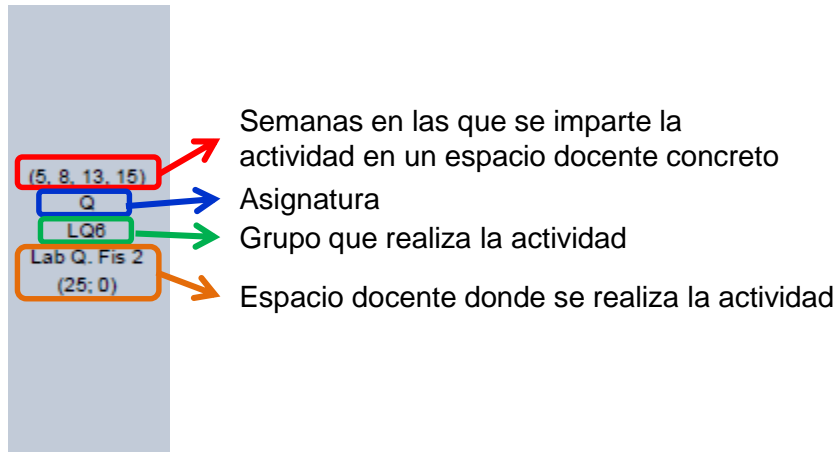 Semanas en las que se imparte la
actividad en un espacio docente concreto
(5, 8, 13, 15)
Q
Asignatura
LQ6
Grupo que realiza la actividad
Lab Q. Fis 2
(25; 0)
Espacio docente donde se realiza la actividad